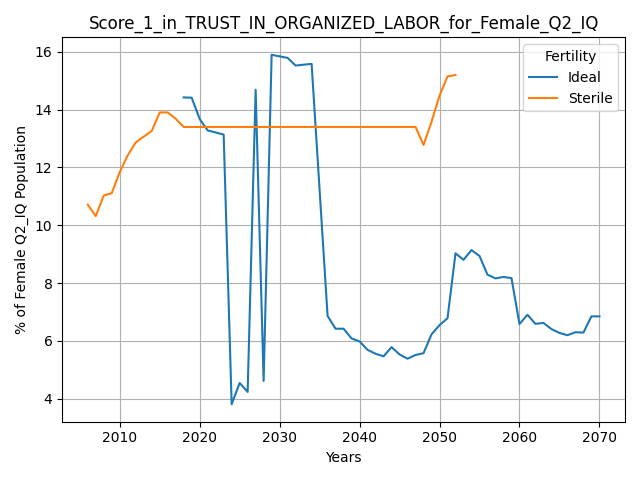 Score_1_in_TRUST_IN_ORGANIZED_LABOR_for_Female_Q2_IQ
% of Female Q2_IQ Population
16
14
12
10
8
6
4
Fertility
Ideal
Sterile
2010 2020 2030 2040 2050 2060 2070
Years